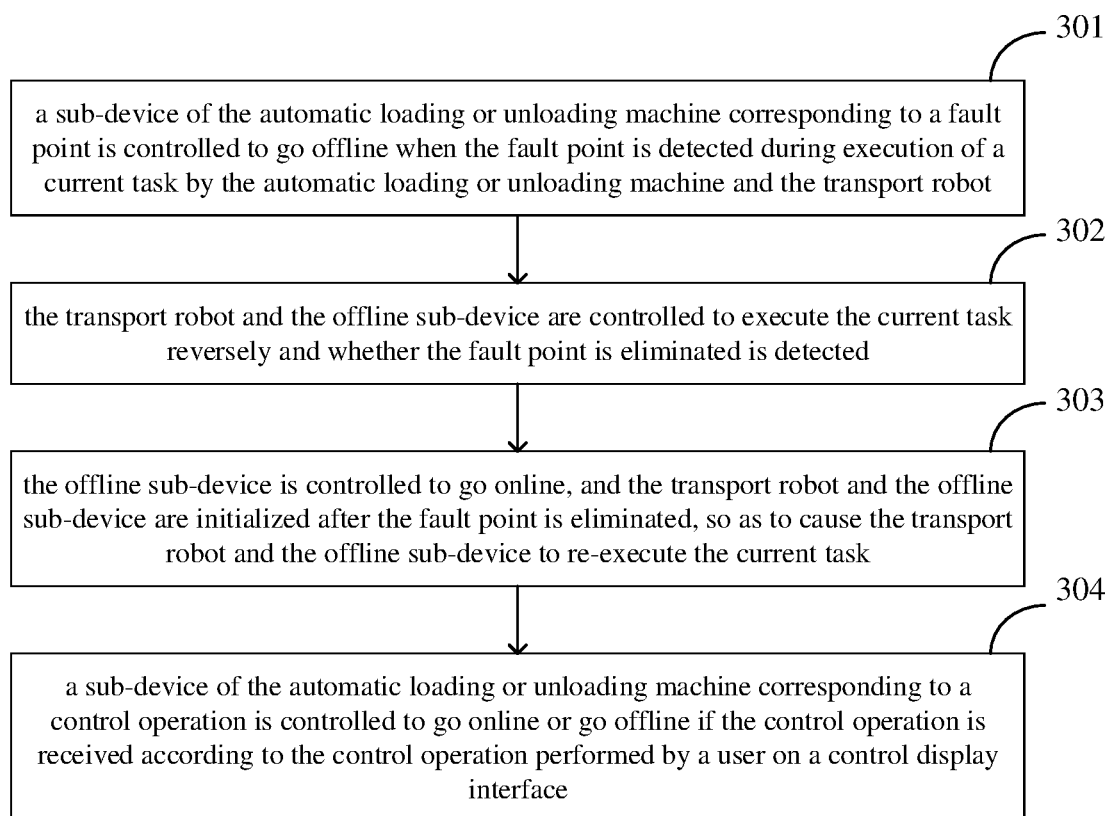 301
a sub-device of the automatic loading or unloading machine corresponding to a fault
point is controlled to go offline when the fault point is detected during execution of a
current task by the automatic loading or unloading machine and the transport robot
302
the transport robot and the offline sub-device are controlled to execute the current task
reversely and whether the fault point is eliminated is detected
303
the offline sub-device is controlled to go online, and the transport robot and the offline
sub-device are initialized after the fault point is eliminated, so as to cause the transport
robot and the offline sub-device to re-execute the current task
304
a sub-device of the automatic loading or unloading machine corresponding to a
control operation is controlled to go online or go offline if the control operation is
received according to the control operation performed by a user on a control display
interface